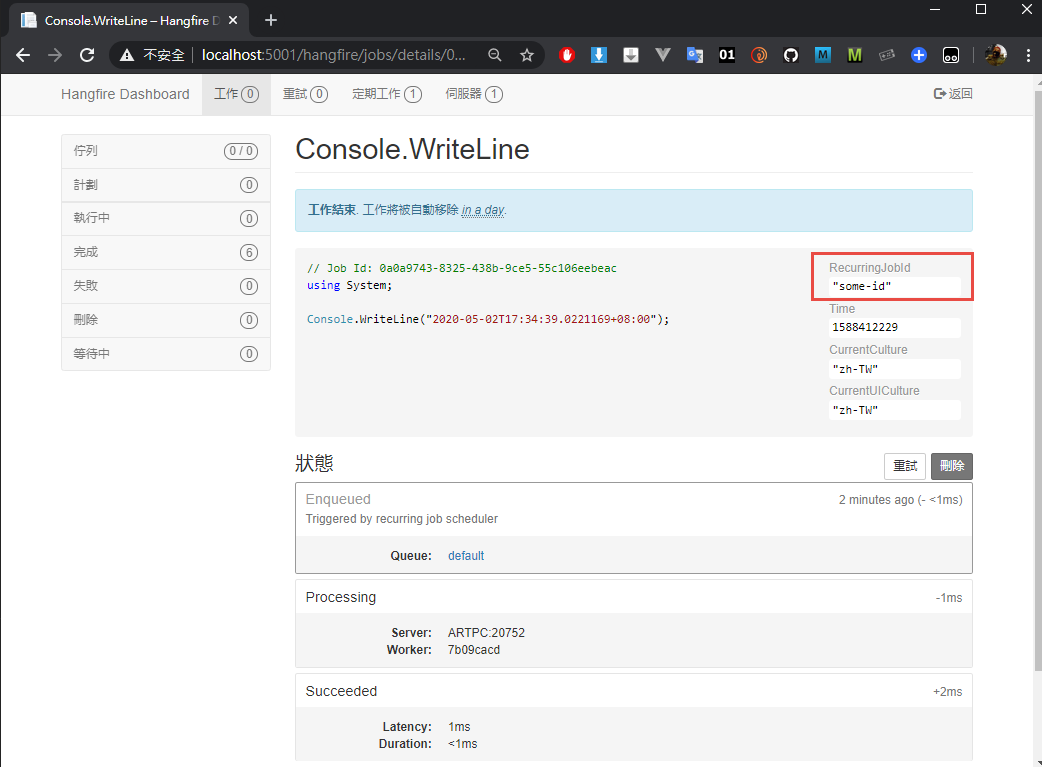 Console.WriteLine – Hangfire D
不安全 localhost:5001/hangfire/jobs/details/0...
01
Hangfire Dashboard 工作 0 重試 0 定期工作 1 伺服器 1 返回
佇列 0 / 0
計劃 0
執行中 0
完成 6
失敗 0
刪除 0
等待中 0
Console.WriteLine
工作結束. 工作將被自動移除 in a day.
// Job Id: 0a0a9743-8325-438b-9ce5-55c106eebeac
using System;
Console.WriteLine("2020-05-02T17:34:39.0221169+08:00");
RecurringJobId
"some-id"
Time
1588412229
CurrentCulture
"zh-TW"
CurrentUICulture
"zh-TW"
狀態 重試 刪除
Enqueued 2 minutes ago (- <1ms)
Triggered by recurring job scheduler
Queue: default
Processing -1ms
Server: ARTPC:20752
Worker: 7b09cacd
Succeeded +2ms
Latency: 1ms
Duration: <1ms